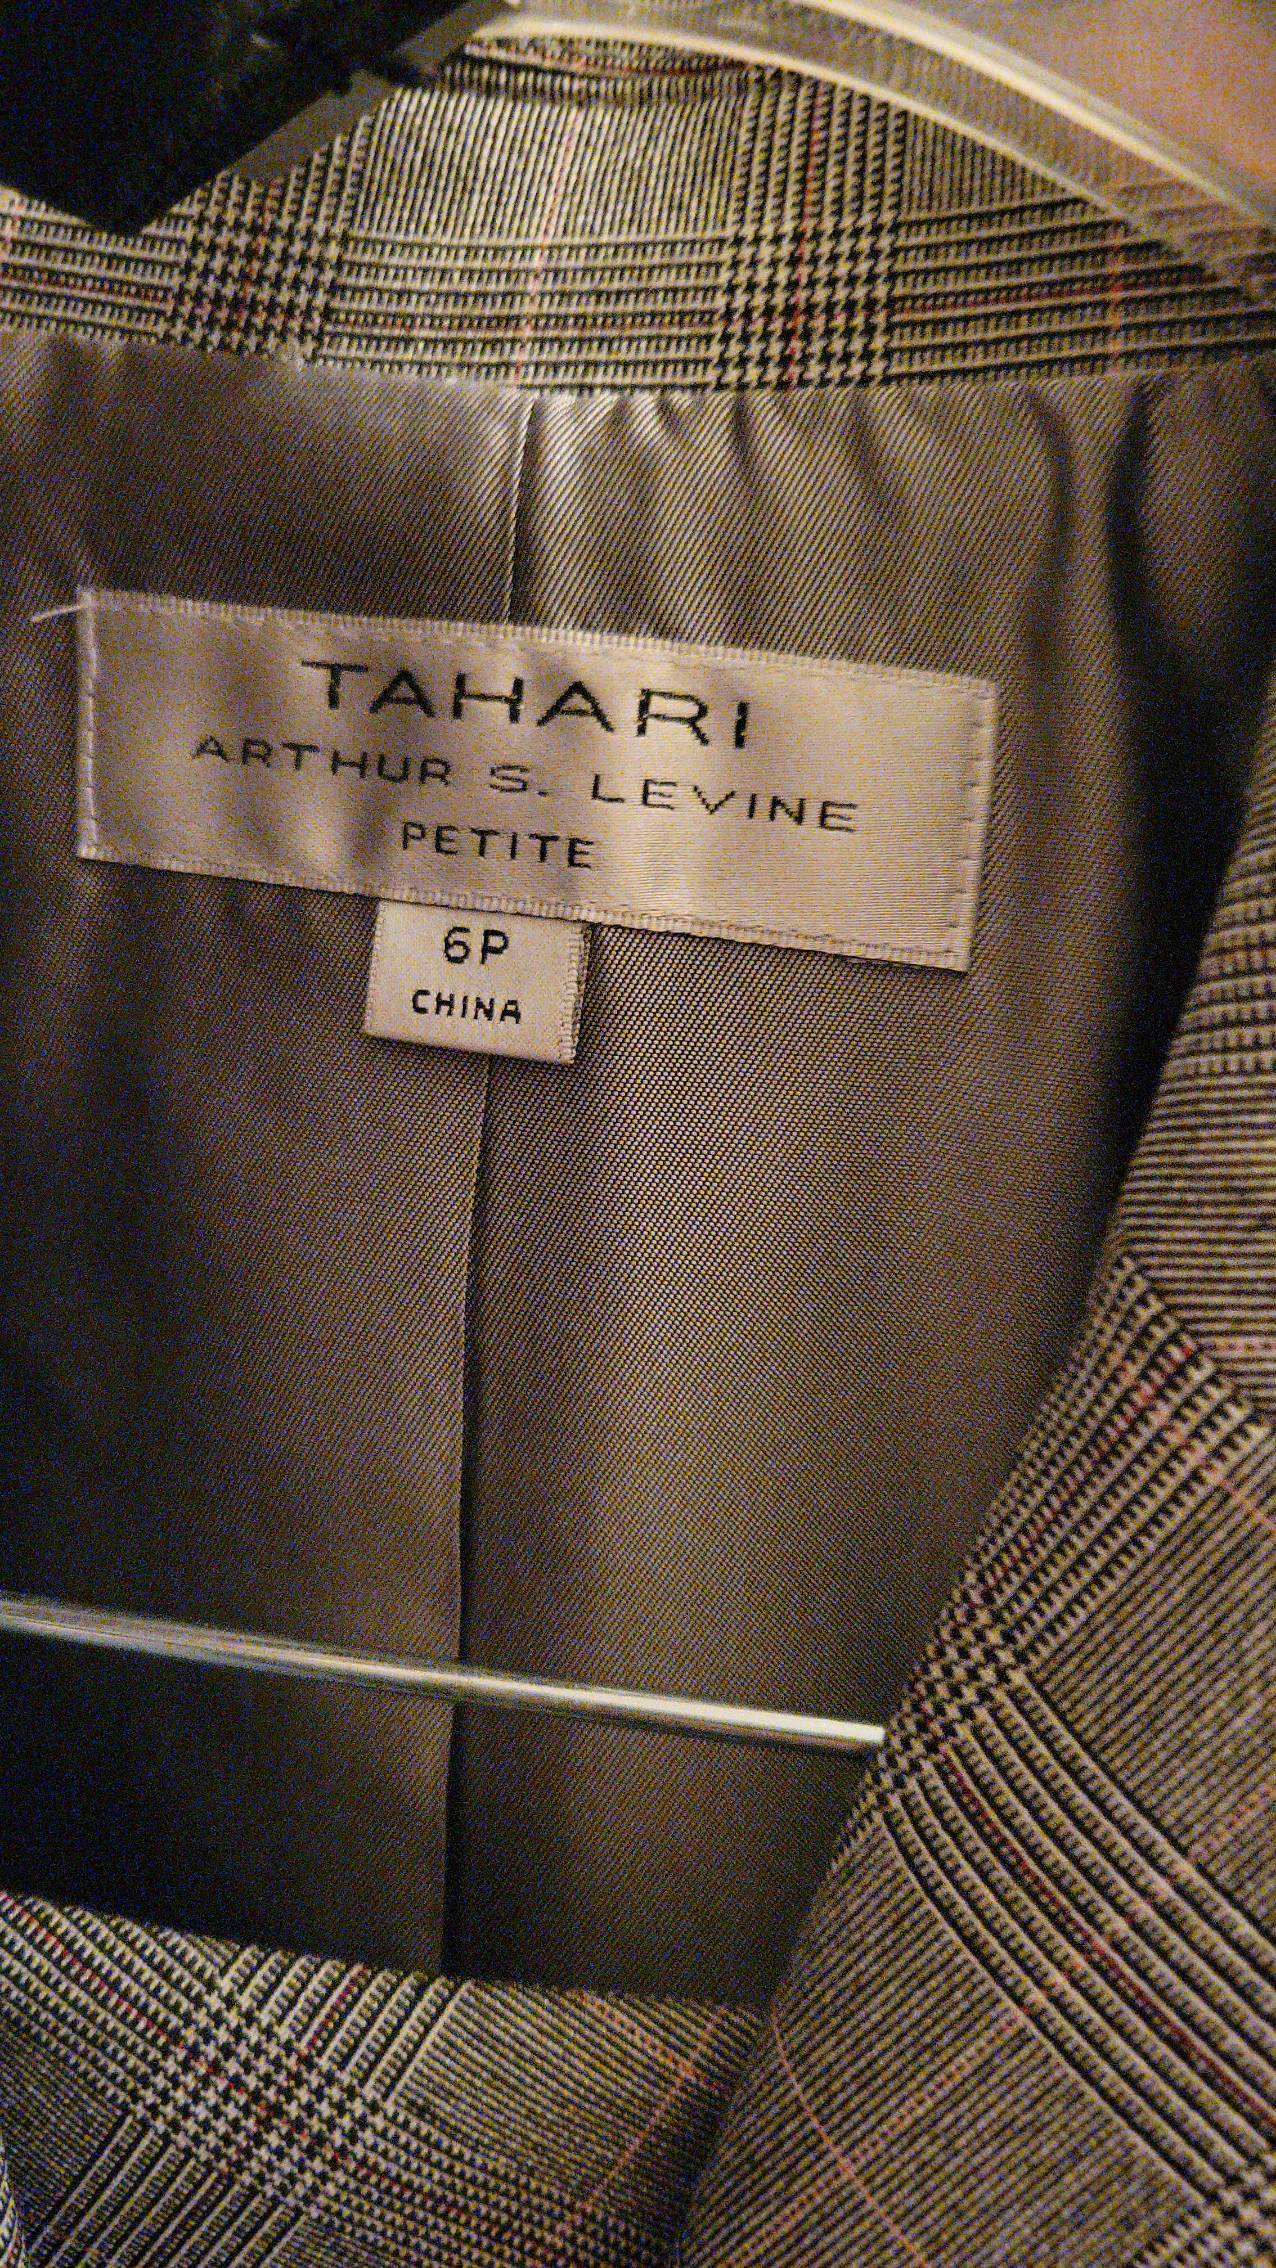 TAHARI
ARTHUR S. LEVINE
PETITE
6P
CHINA